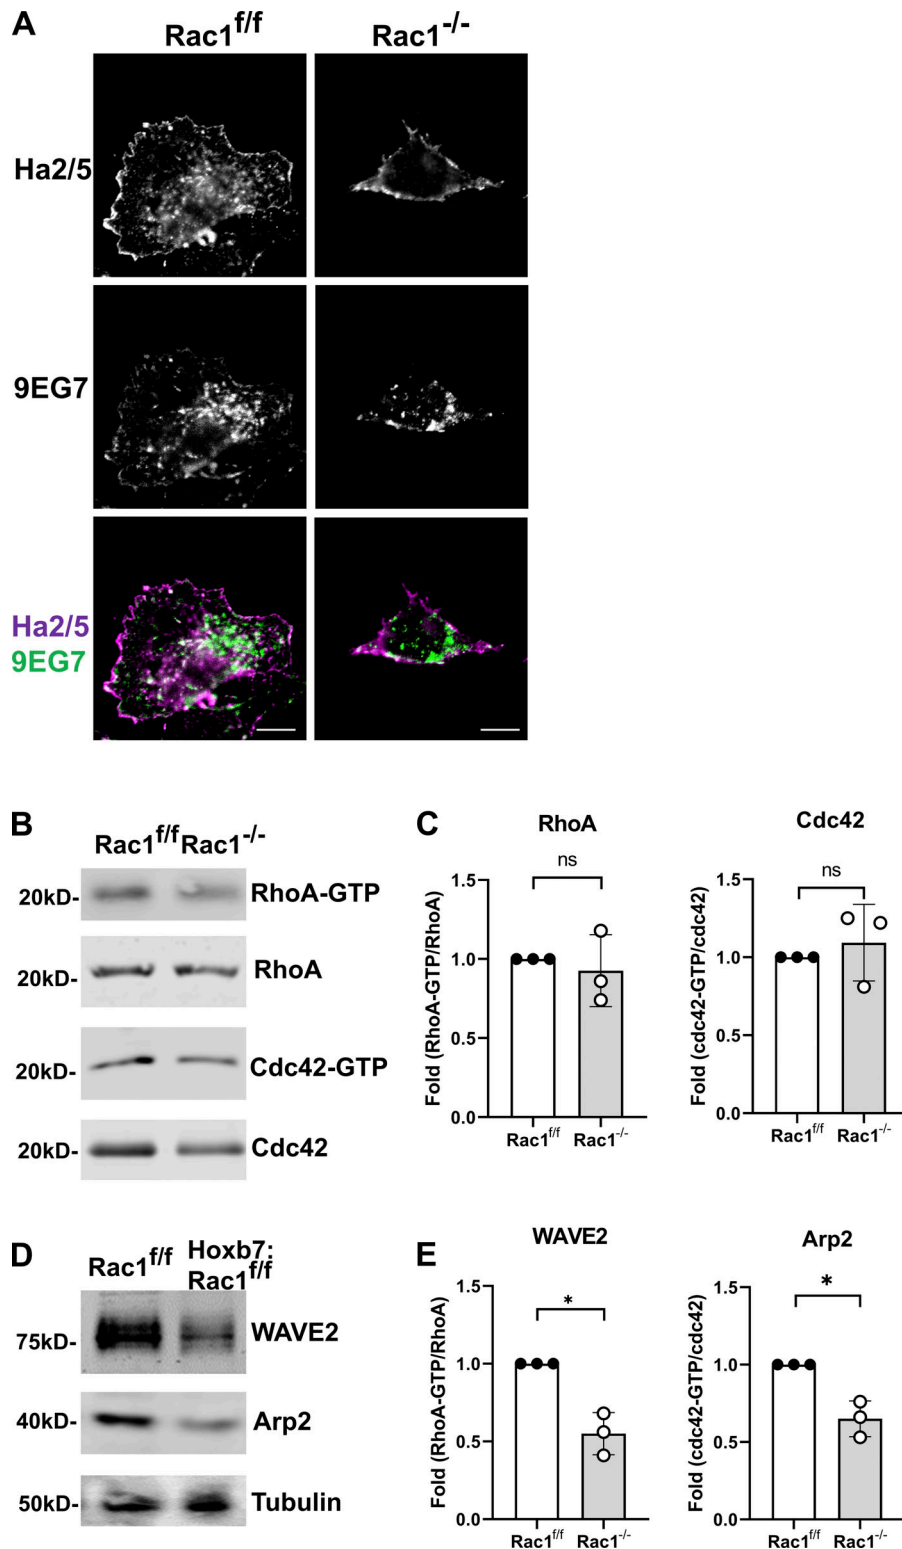 A
Rac1f/f Rac1-/-
Ha2/5
9EG7
Ha2/5
9EG7
B
Rac1f/f Rac1-/-
20kD- RhoA-GTP
20kD- RhoA
20kD- Cdc42-GTP
20kD- Cdc42
C
RhoA
ns
Fold (RhoA-GTP/RhoA)
1.5
1.0
0.5
0.0
Rac1f/f Rac1-/-
Cdc42
ns
Fold (cdc42-GTP/cdc42)
1.5
1.0
0.5
0.0
Rac1f/f Rac1-/-
D
Rac1f/f Hoxb7:
Rac1f/f
75kD- WAVE2
40kD- Arp2
50kD- Tubulin
E
WAVE2
*
Fold (RhoA-GTP/RhoA)
1.5
1.0
0.5
0.0
Rac1f/f Rac1-/-
Arp2
*
Fold (cdc42-GTP/cdc42)
1.5
1.0
0.5
0.0
Rac1f/f Rac1-/-